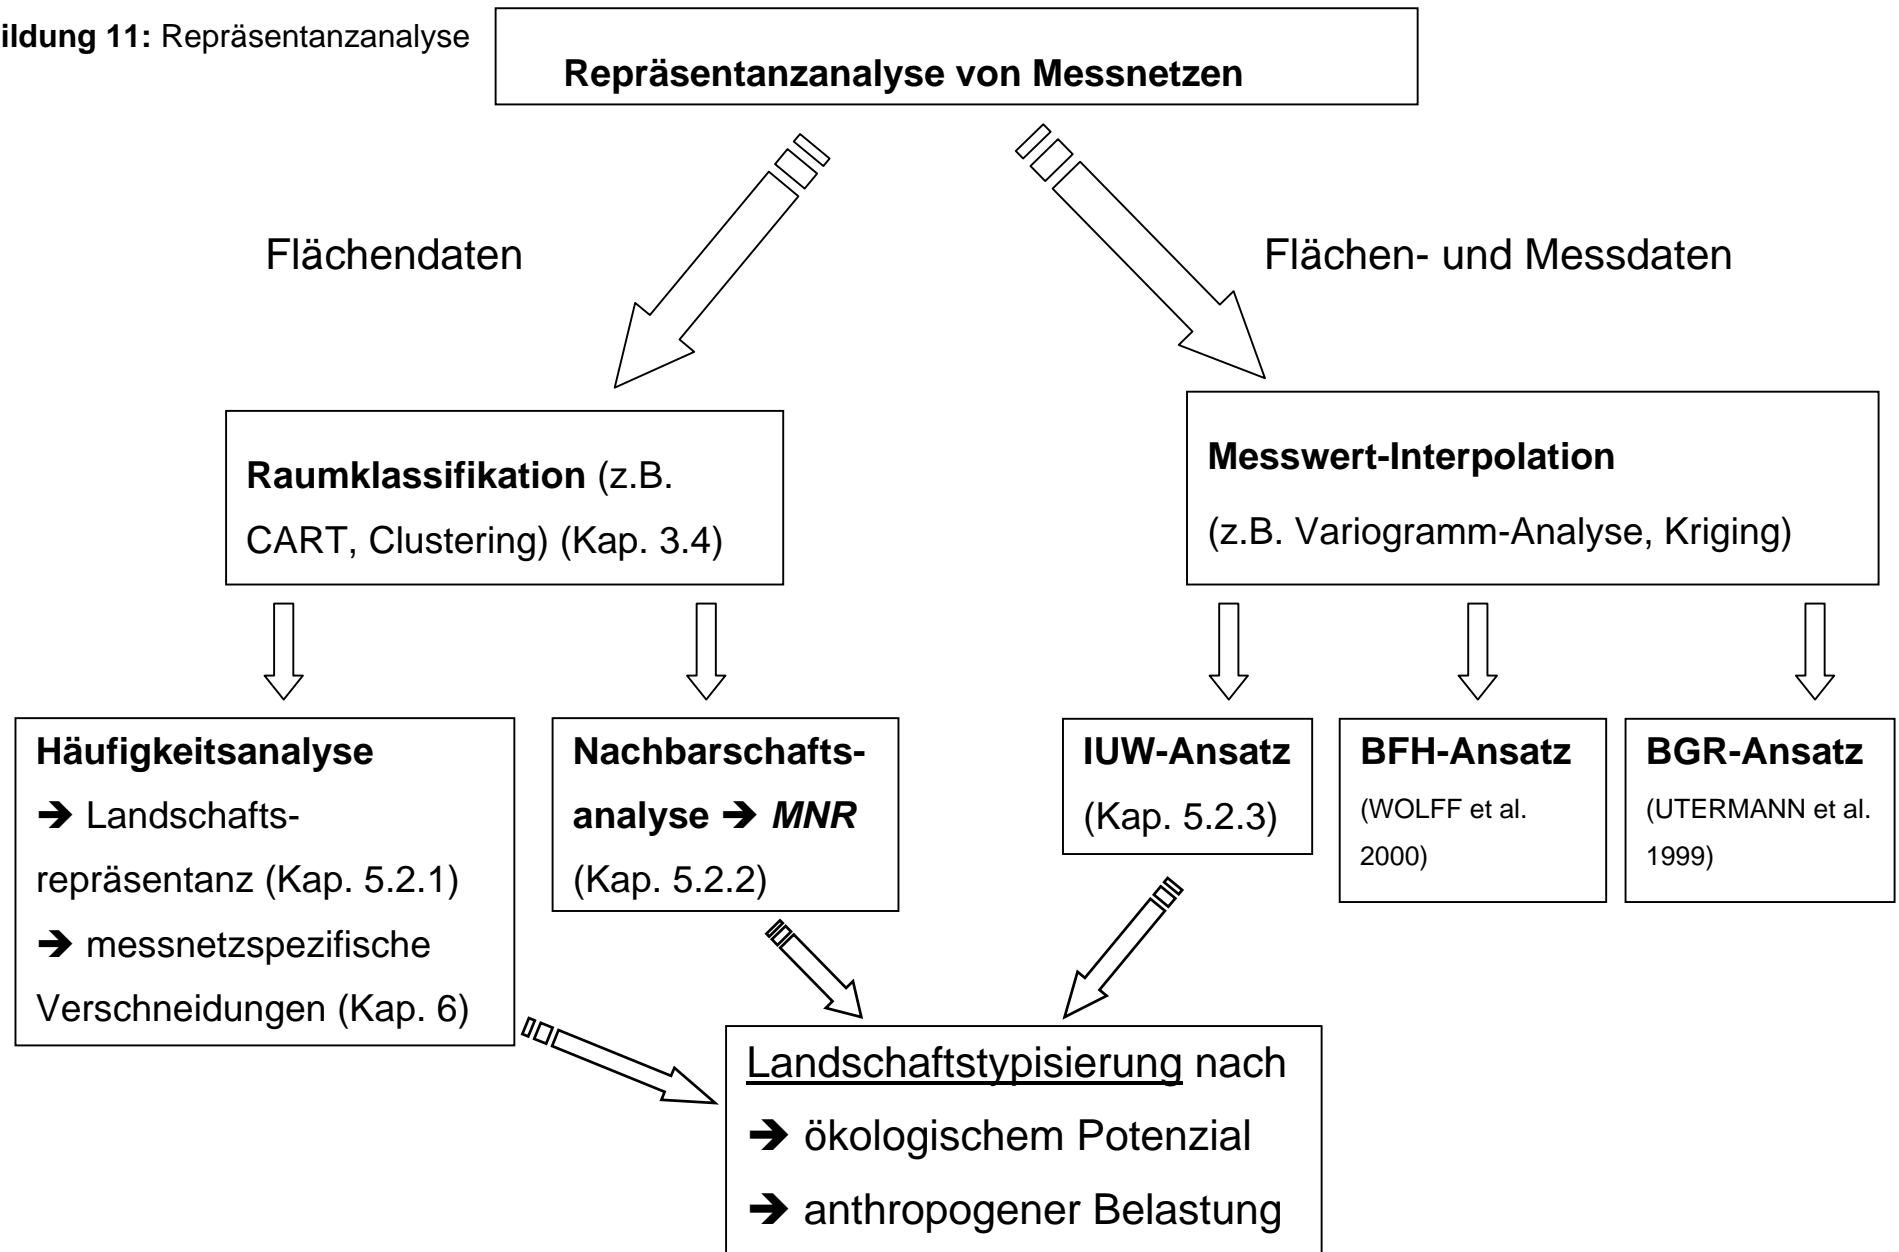 ildung 11: Repräsentanzanalyse
Repräsentanzanalyse von Messnetzen
Flächendaten
Flächen- und Messdaten
Raumklassifikation (z.B.
CART, Clustering) (Kap. 3.4)
Messwert-Interpolation
(z.B. Variogramm-Analyse, Kriging)
Häufigkeitsanalyse
➔ Landschafts-
repräsentanz (Kap. 5.2.1)
➔ messnetzspezifische
Verschneidungen (Kap. 6)
Nachbarschafts-
analyse ➔ MNR
(Kap. 5.2.2)
IUW-Ansatz
(Kap. 5.2.3)
BFH-Ansatz
(WOLFF et al.
2000)
BGR-Ansatz
(UTERMANN et al.
1999)
Landschaftstypisierung nach
➔ ökologischem Potenzial
➔ anthropogener Belastung